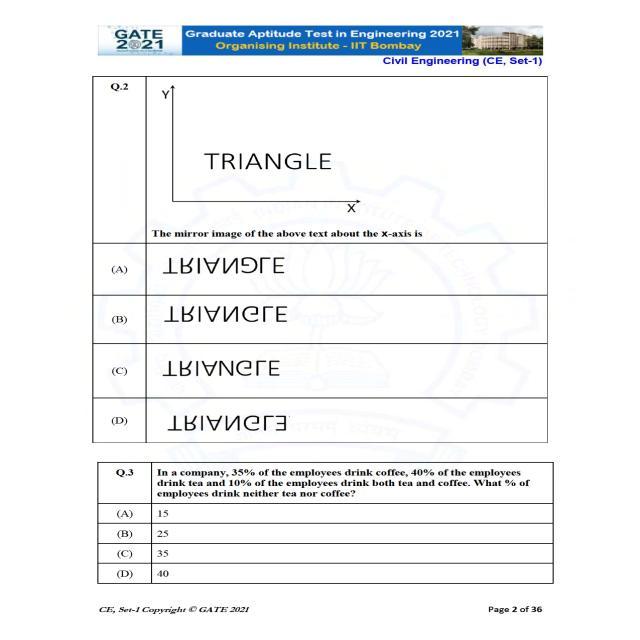 GATE
2021
Graduate Aptitude Test in Engineering 2021
Organising Institute - IIT Bombay
Civil Engineering (CE, Set-1)
Q.2
Y
TRIANGLE
X
The mirror image of the above text about the x-axis is
(A) TRIANGLE
(B) TRIANGLE
(C) TRIANGLE
(D) TRIANGLE
Q.3 In a company, 35% of the employees drink coffee, 40% of the employees
drink tea and 10% of the employees drink both tea and coffee. What % of
employees drink neither tea nor coffee?
(A) 15
(B) 25
(C) 35
(D) 40
CE, Set-1 Copyright © GATE 2021
Page 2 of 36